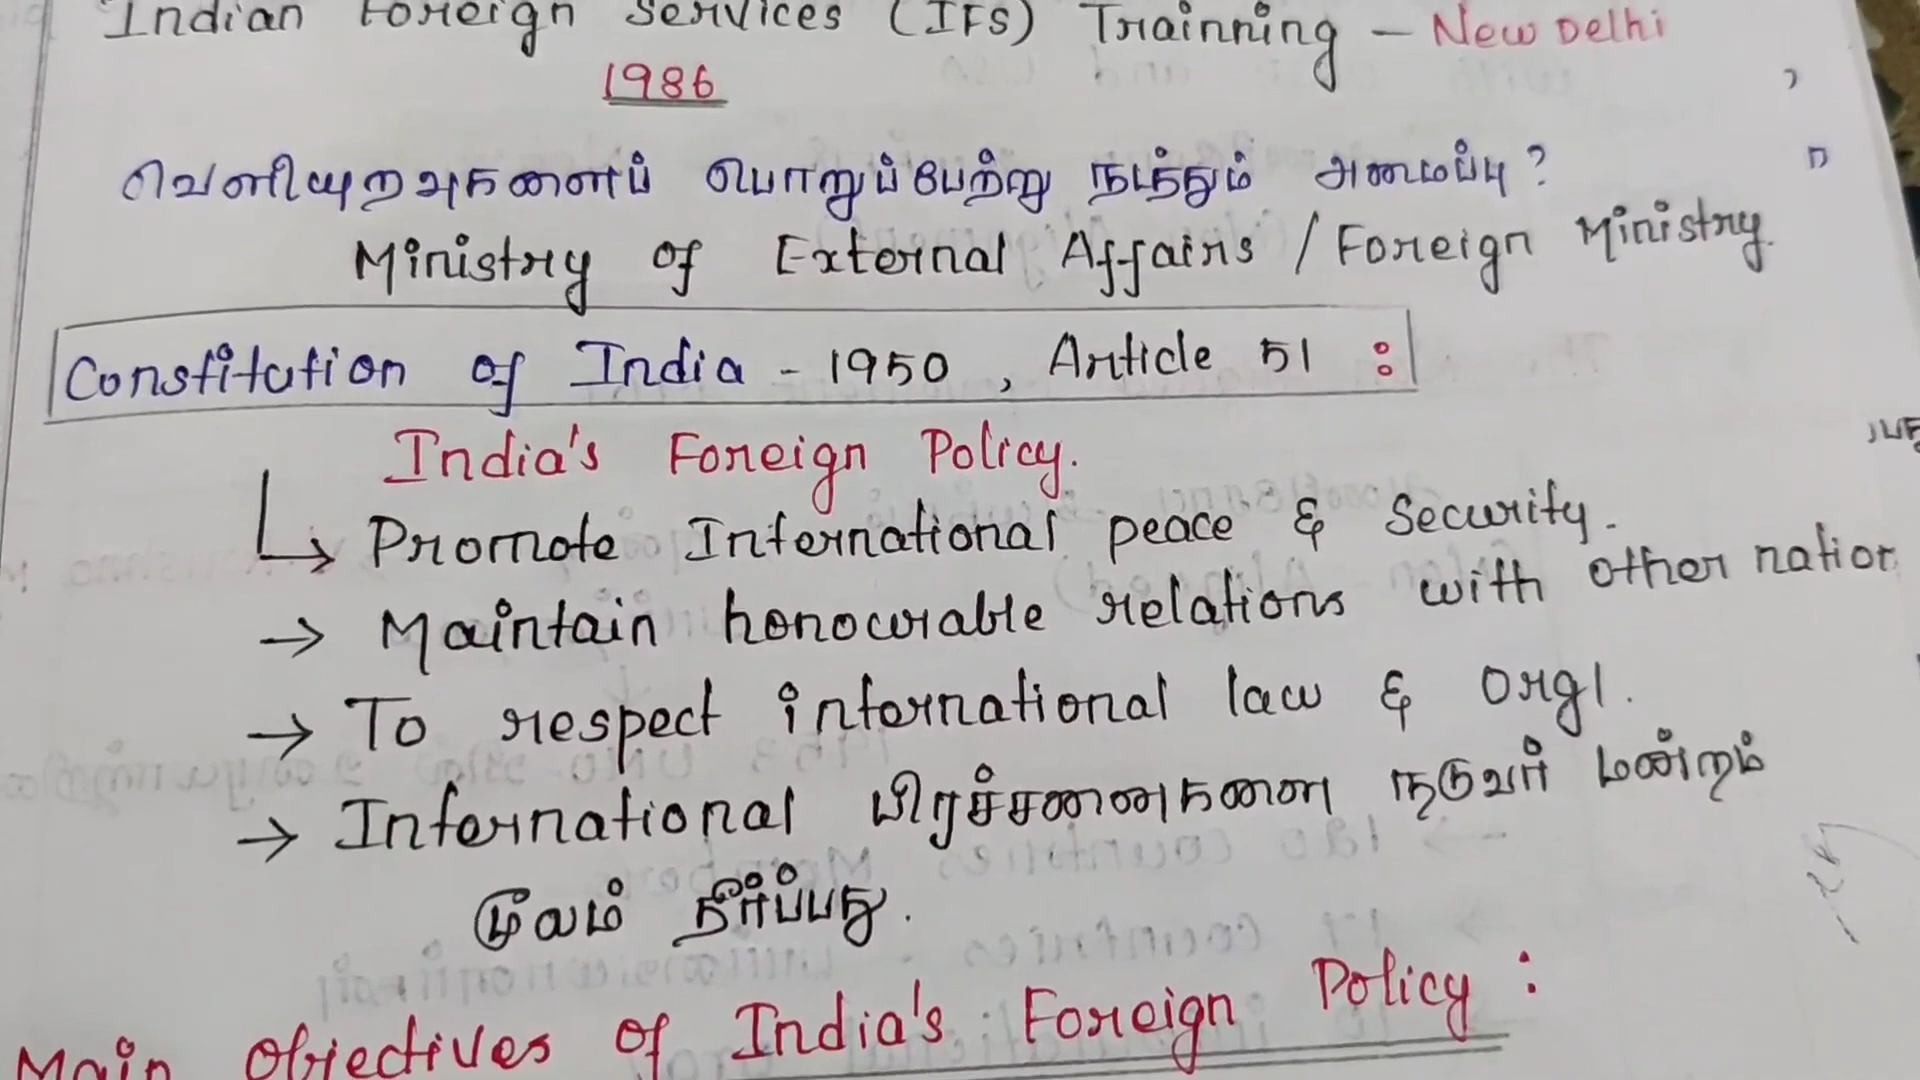 Indian Foreign Services (IFS) Trainning - New Delhi
1986
வெளியுறவுகளைப் பொறுப்பேற்று நடத்தும் அமைப்பு?
Ministry of External Affairs / Foreign Ministry.
Constitution of India - 1950, Article 51 :
India's Foreign Policy.
↳ Promote International peace & Security.
→ Maintain honourable relations with other nation
→ To respect international law & Orgl.
→ International பிரச்சனைகளை நடுவர் மன்றம்
மூலம் தீர்ப்பது.
Main Objectives of India's Foreign Policy :